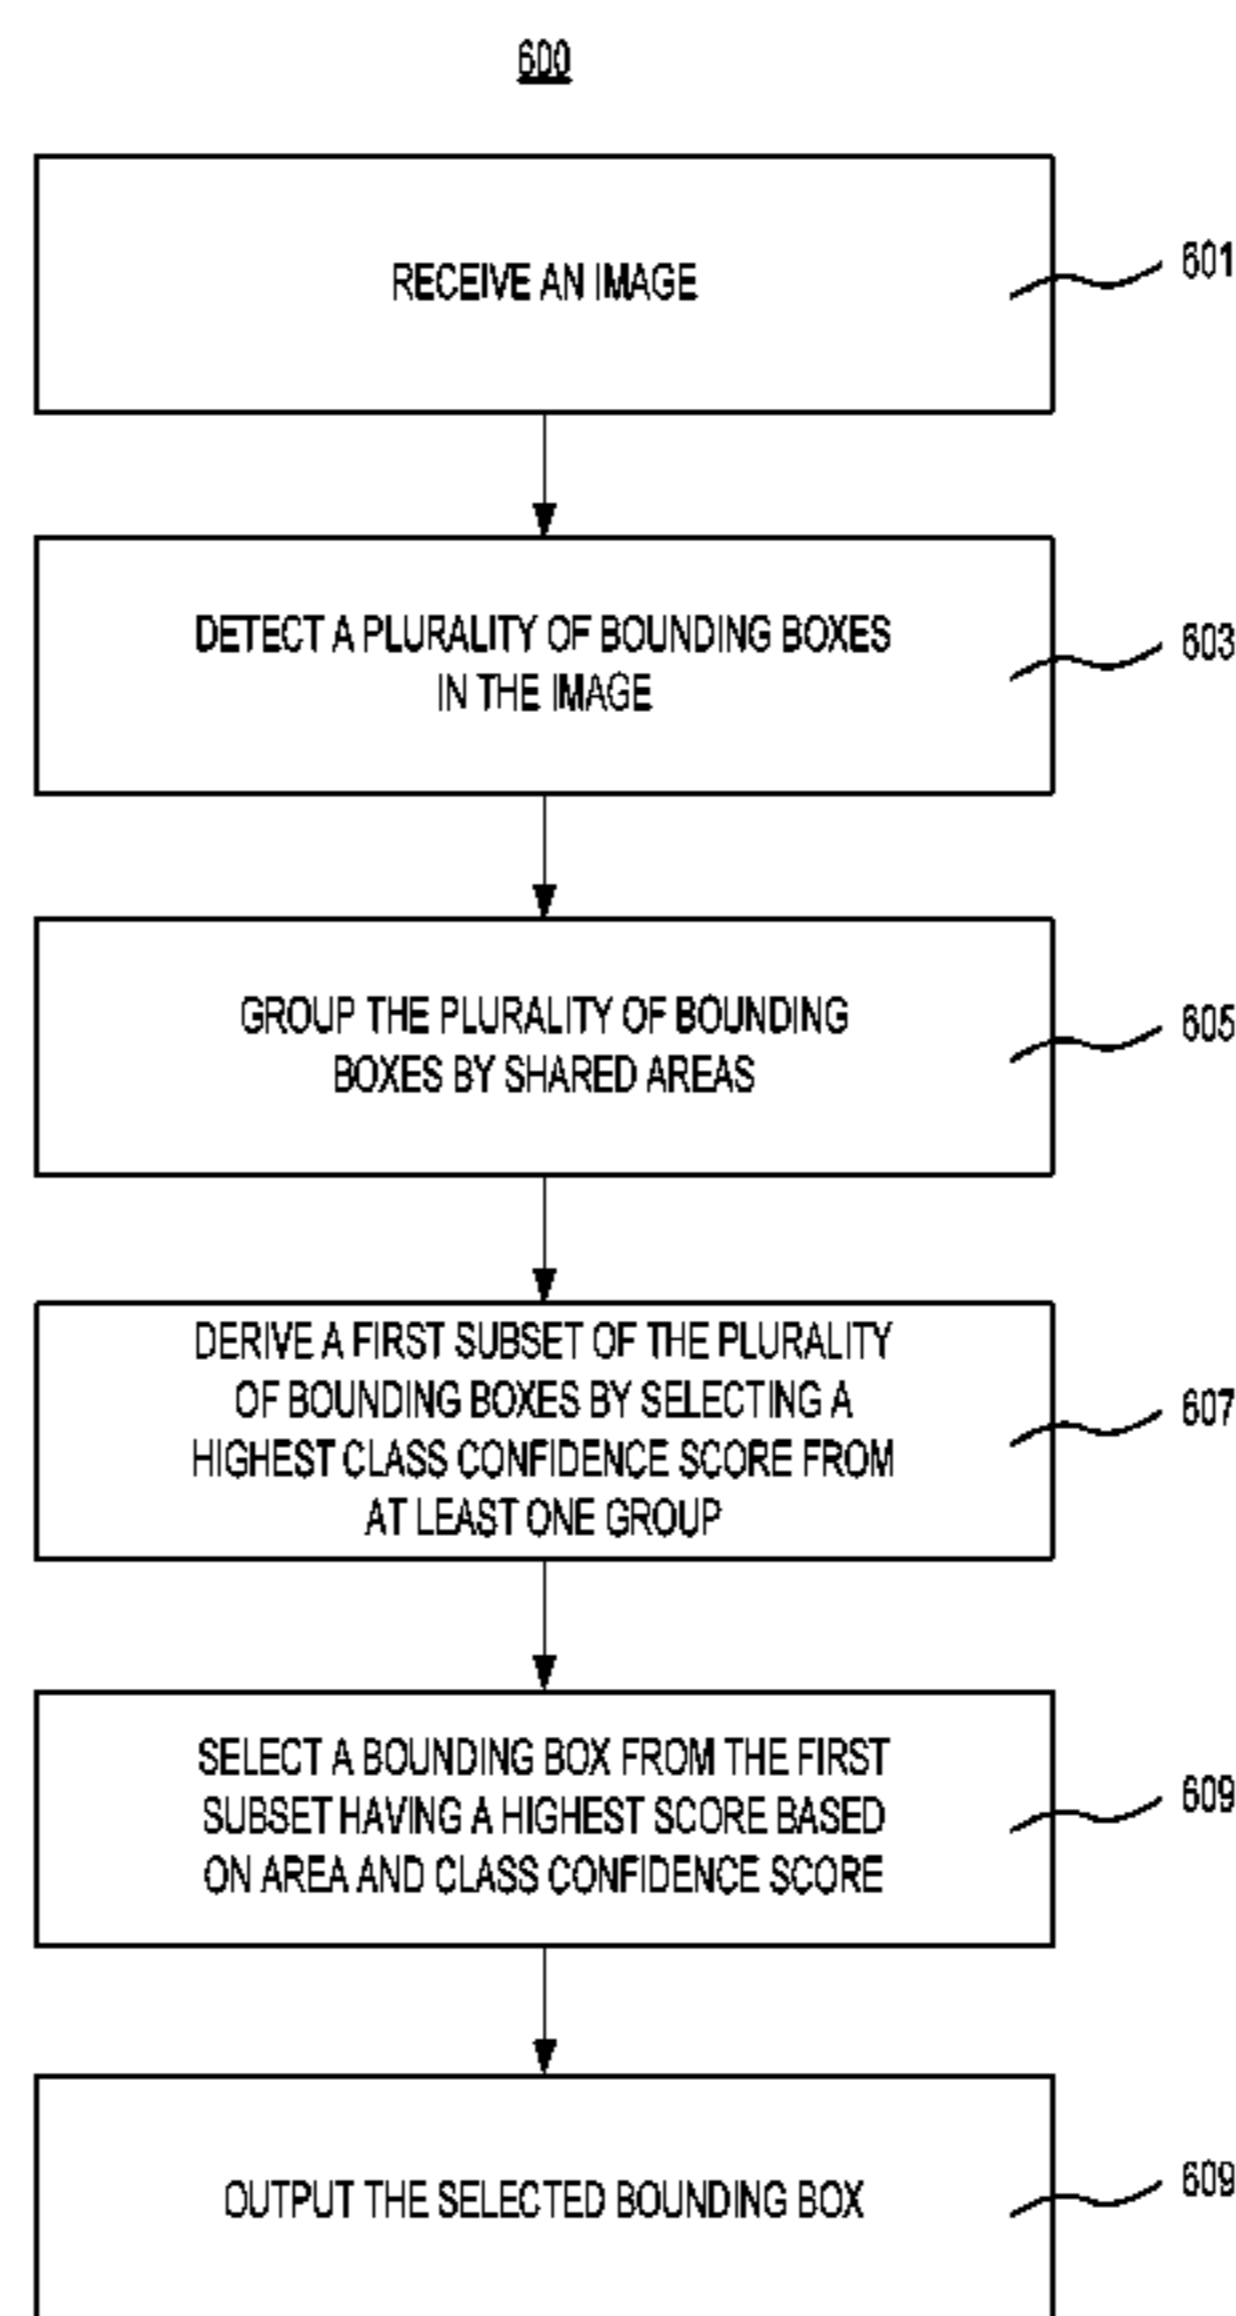 600
RECEIVE AN IMAGE
601
DETECT A PLURALITY OF BOUNDING BOXES
IN THE IMAGE
603
GROUP THE PLURALITY OF BOUNDING
BOXES BY SHARED AREAS
605
DERIVE A FIRST SUBSET OF THE PLURALITY
OF BOUNDING BOXES BY SELECTING A
HIGHEST CLASS CONFIDENCE SCORE FROM
AT LEAST ONE GROUP
607
SELECT A BOUNDING BOX FROM THE FIRST
SUBSET HAVING A HIGHEST SCORE BASED
ON AREA AND CLASS CONFIDENCE SCORE
609
OUTPUT THE SELECTED BOUNDING BOX
609